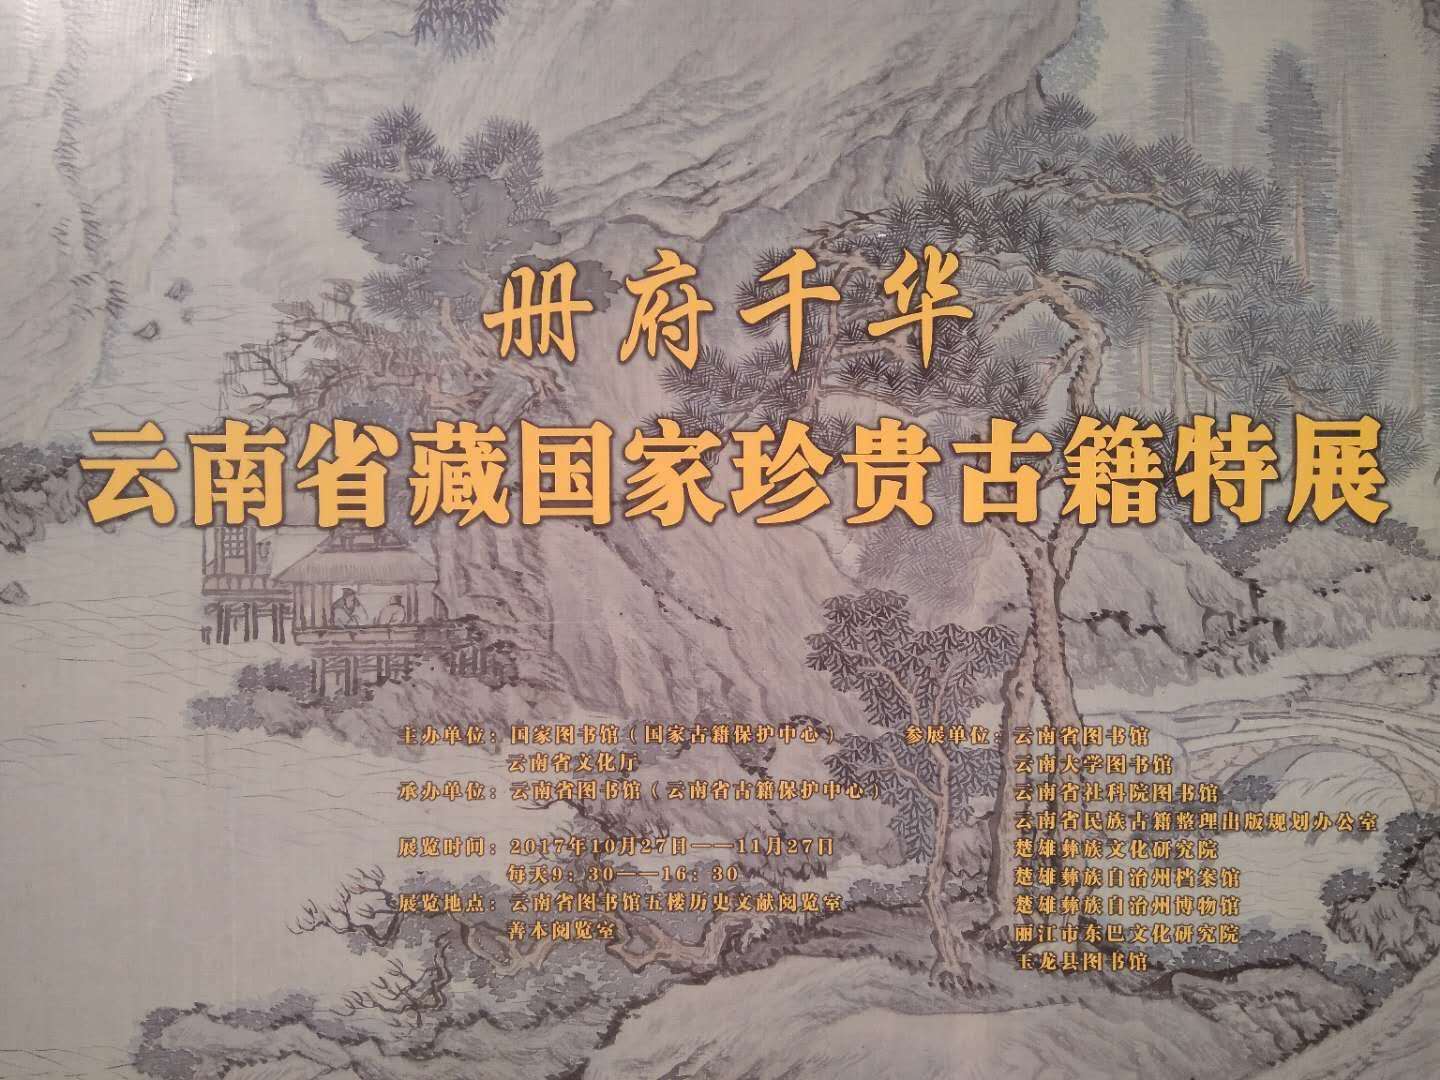 册府千华
云南省藏国家珍贵古籍特展
主办单位：国家图书馆（国家古籍保护中心）
云南省文化厅
承办单位：云南省图书馆（云南省古籍保护中心）
展览时间：2017年10月27日——11月27日
每天9：30——16：30
展览地点：云南省图书馆五楼历史文献阅览室
善本阅览室
参展单位：云南省图书馆
云南大学图书馆
云南省社科院图书馆
云南省民族古籍整理出版规划办公室
楚雄彝族文化研究院
楚雄彝族自治州档案馆
楚雄彝族自治州博物馆
丽江市东巴文化研究院
玉龙县图书馆